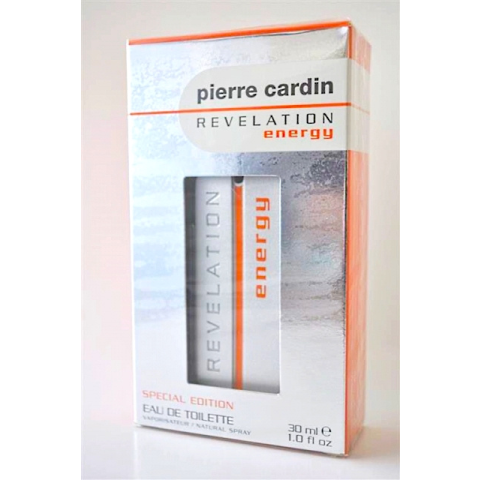 pierre cardin
REVELATION
energy
REVELATION
energy
SPECIAL EDITION
EAU DE TOILETTE
VAPORISATEUR / NATURAL SPRAY
30 ml ℮
1.0 fl oz